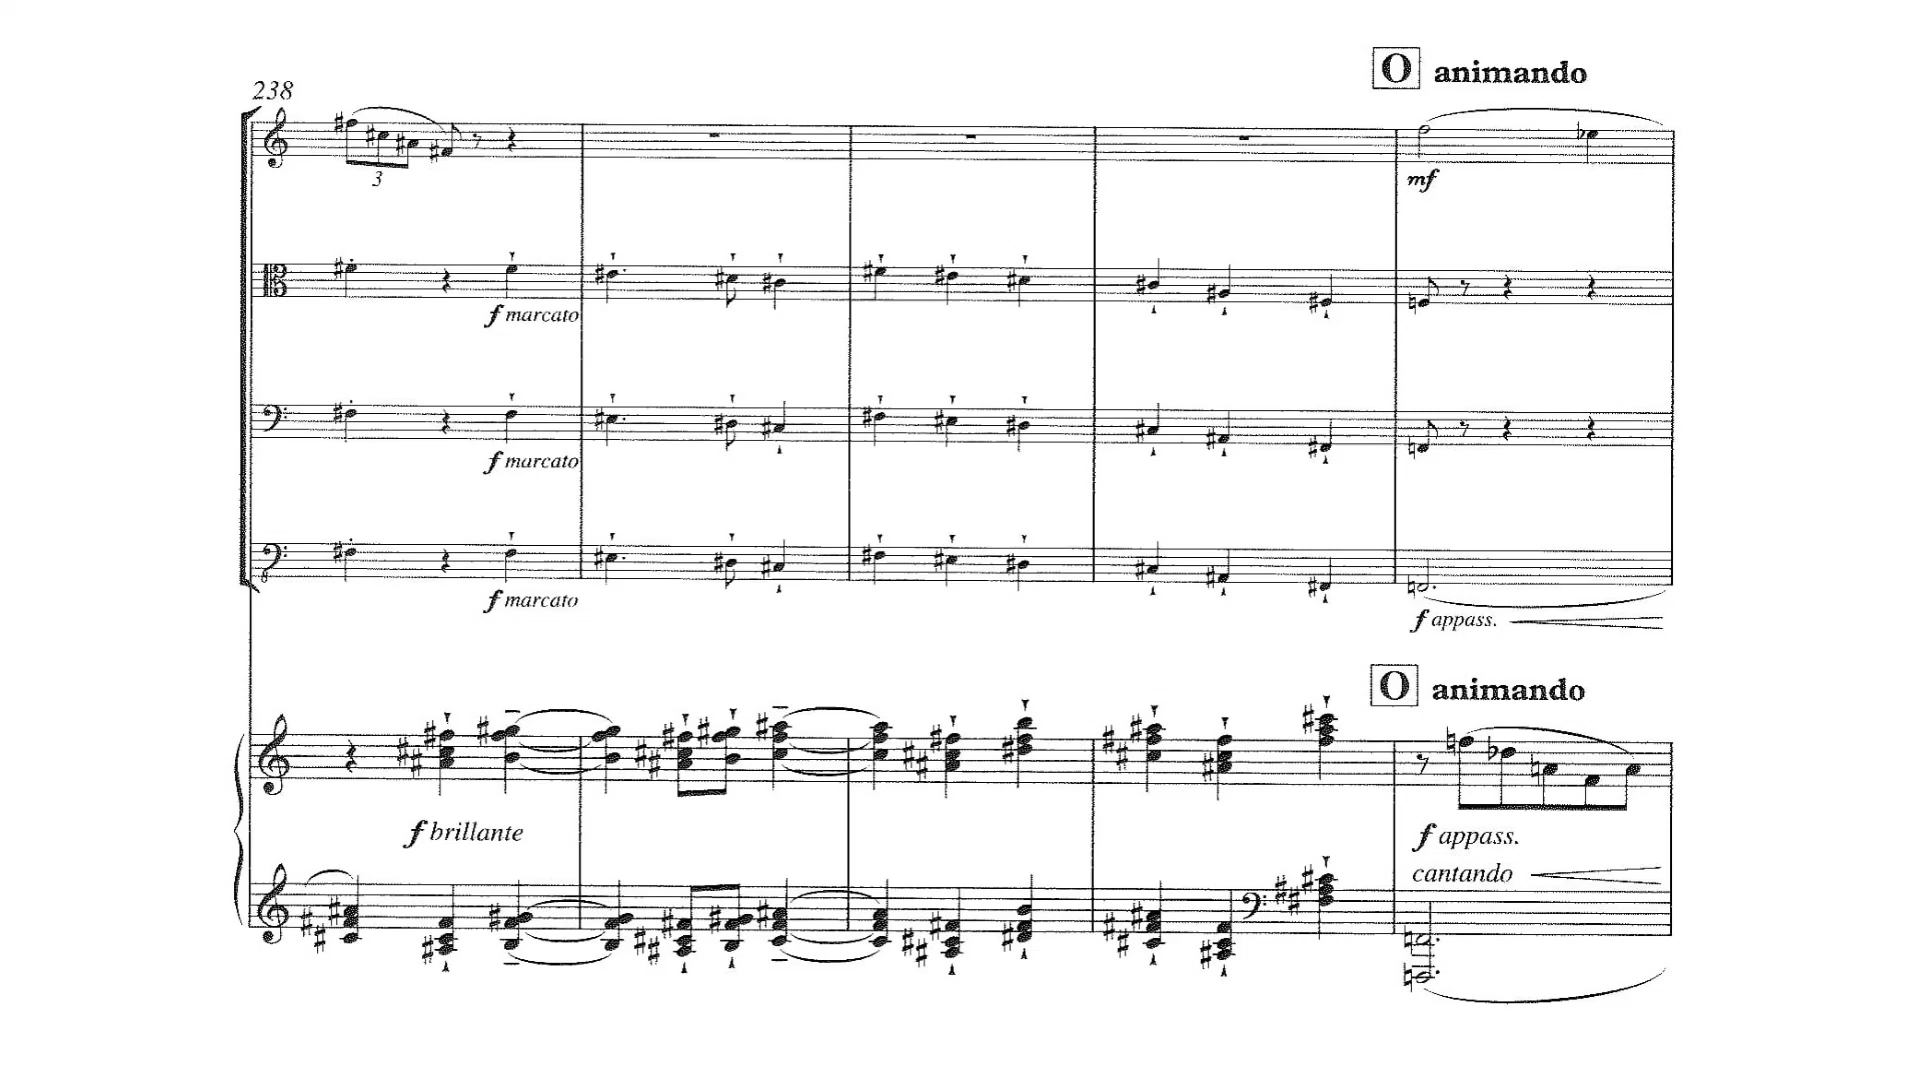 O animando
238
3
mf
f marcato
f marcato
f marcato
f appass.
O animando
f brillante
f appass.
cantando